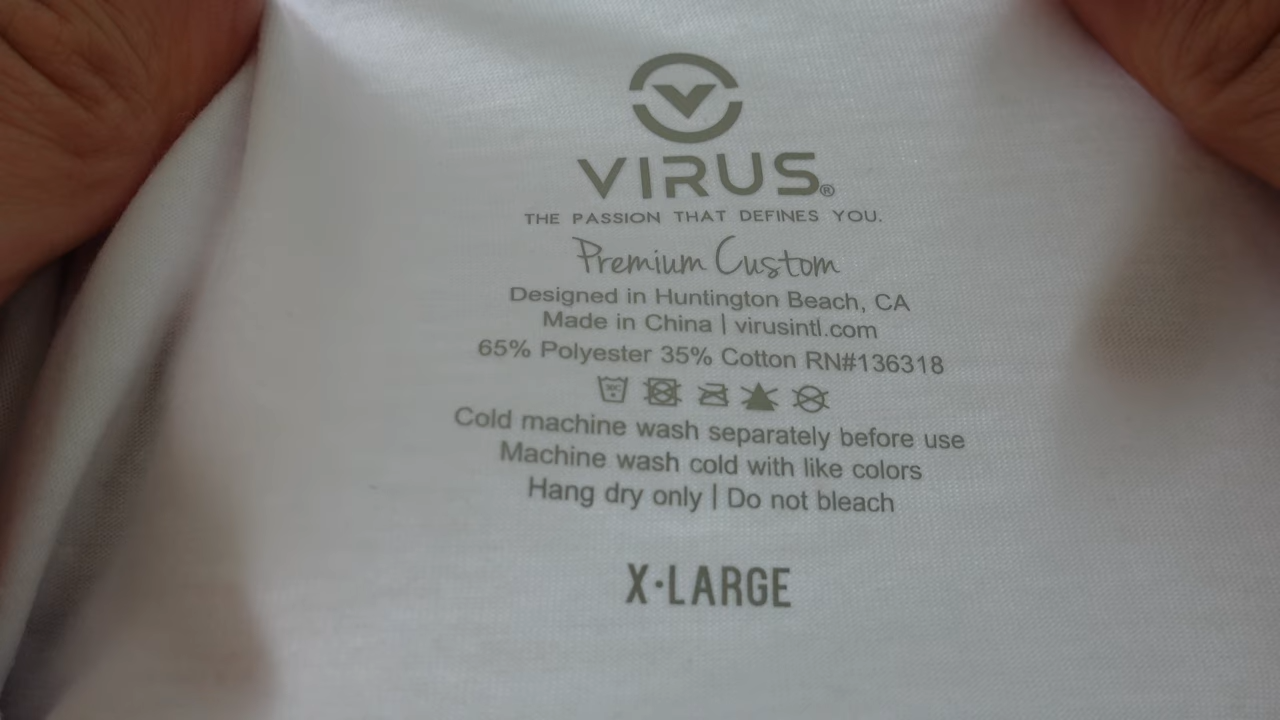 VIRUS®
THE PASSION THAT DEFINES YOU.
Premium Custom
Designed in Huntington Beach, CA
Made in China | virusintl.com
65% Polyester 35% Cotton RN#136318
30C
Cold machine wash separately before use
Machine wash cold with like colors
Hang dry only | Do not bleach
X·LARGE